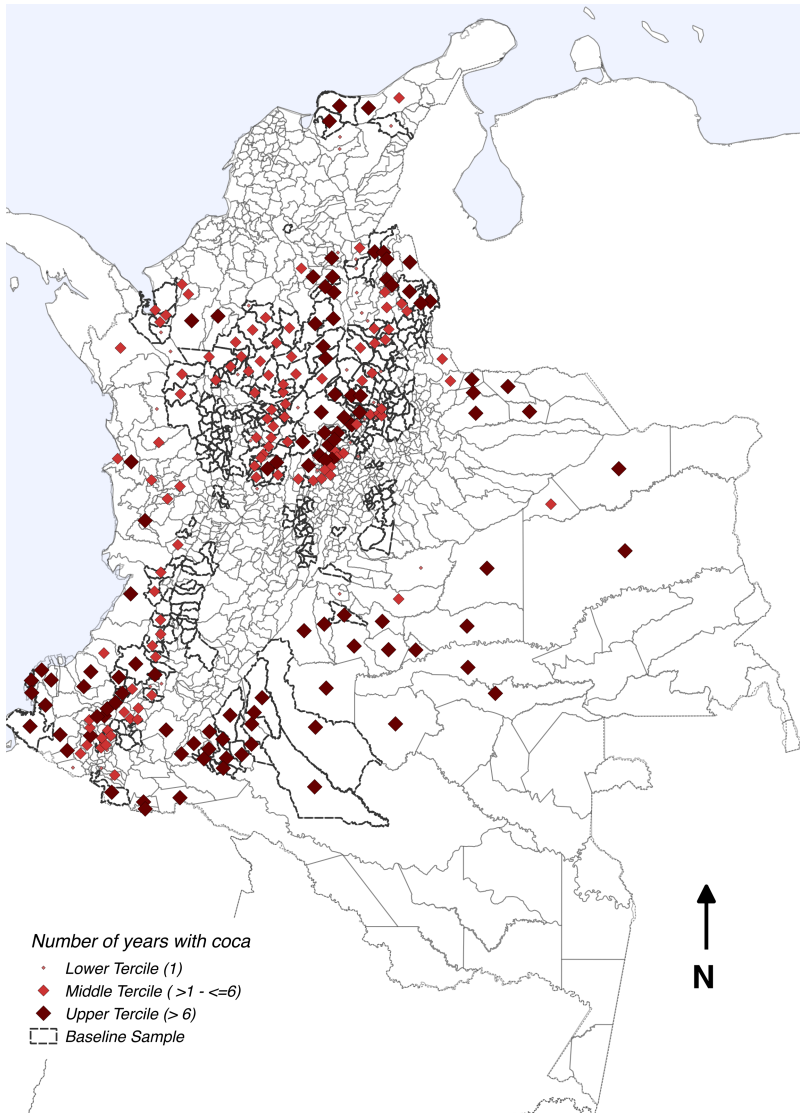 N
Number of years with coca
Lower Tercile (1)
Middle Tercile ( >1 - <=6)
Upper Tercile (> 6)
Baseline Sample